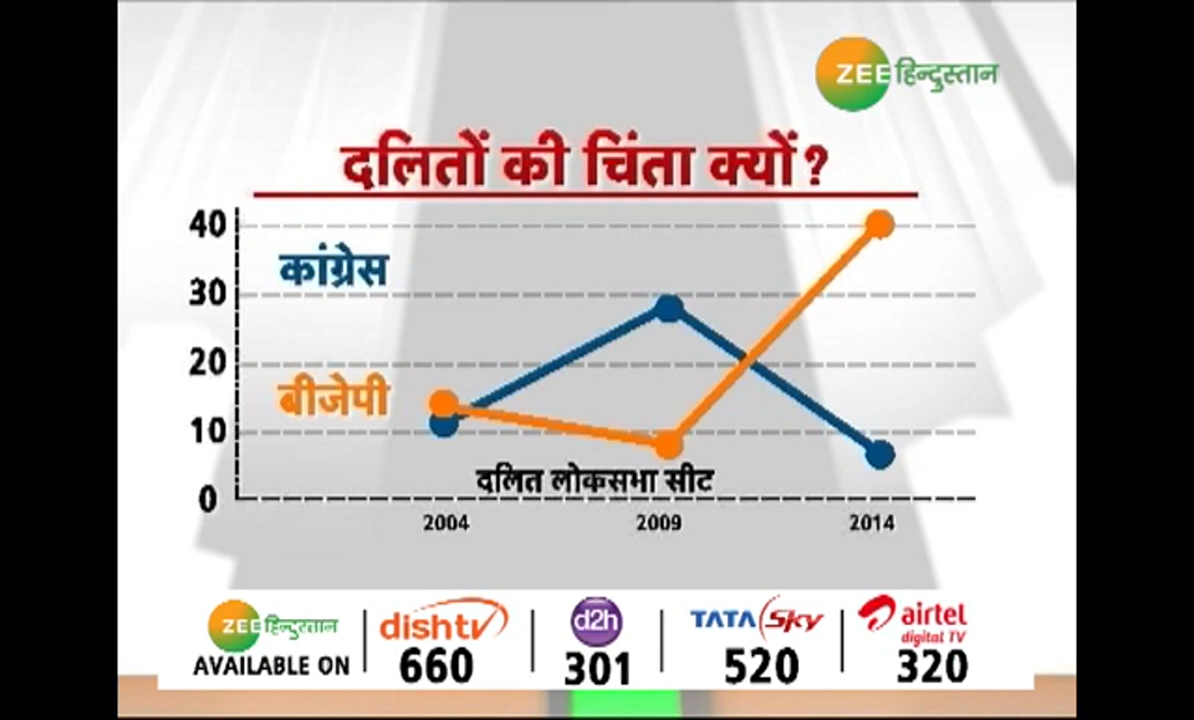 ZEE हिन्दुस्तान
दलितों की चिंता क्यों?
40
कांग्रेस
30
20
बीजेपी
10
दलित लोकसभा सीट
0
2004 2009 2014
ZEE हिन्दुस्तान dishtv d2h TATA Sky airtel
digital TV
AVAILABLE ON 660 301 520 320